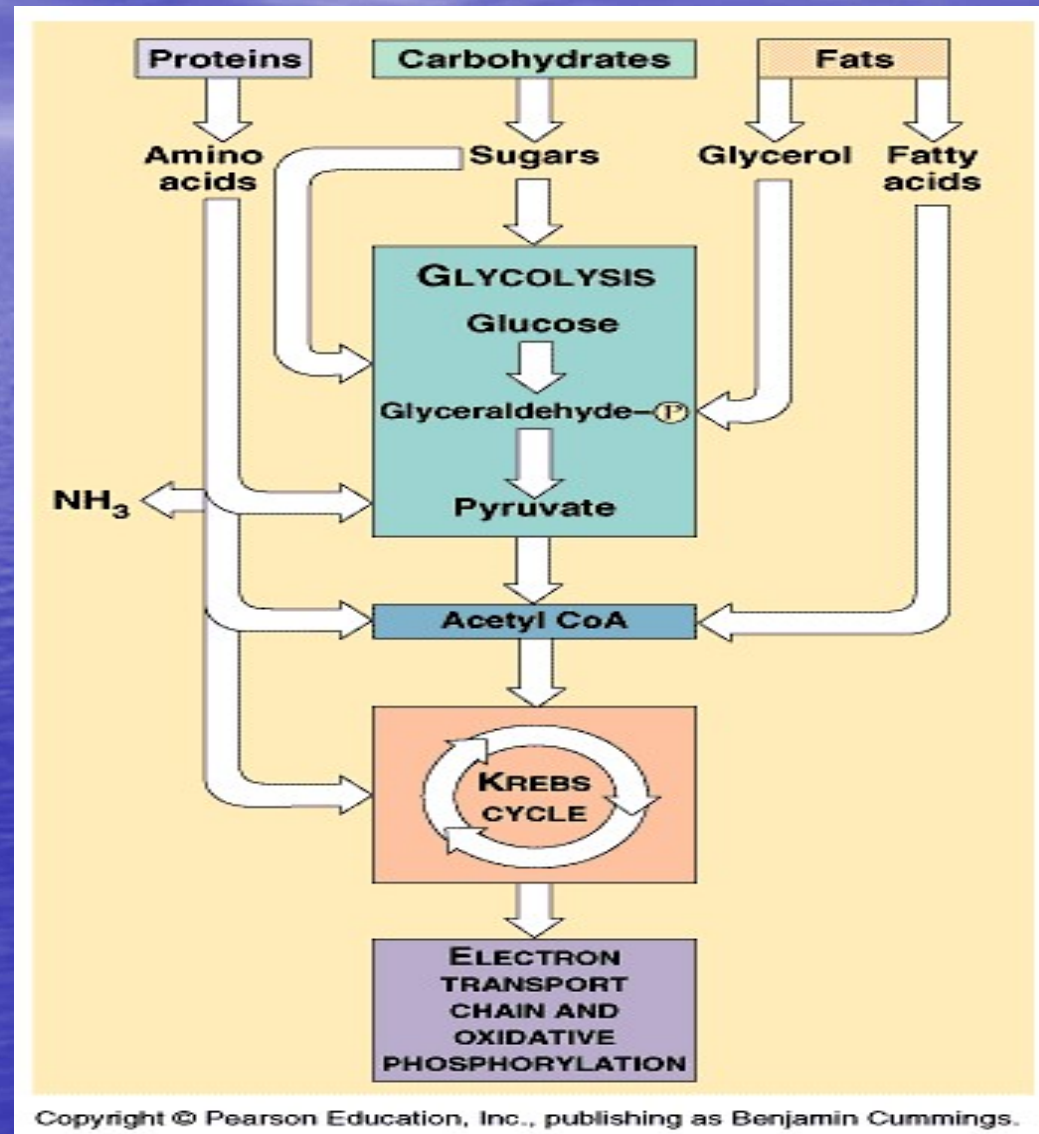 Proteins
Carbohydrates
Fats
Amino
acids
Sugars
Glycerol
Fatty
acids
GLYCOLYSIS
Glucose
Glyceraldehyde–P
Pyruvate
NH₃
Acetyl CoA
KREBS
CYCLE
ELECTRON
TRANSPORT
CHAIN AND
OXIDATIVE
PHOSPHORYLATION
Copyright © Pearson Education, Inc., publishing as Benjamin Cummings.